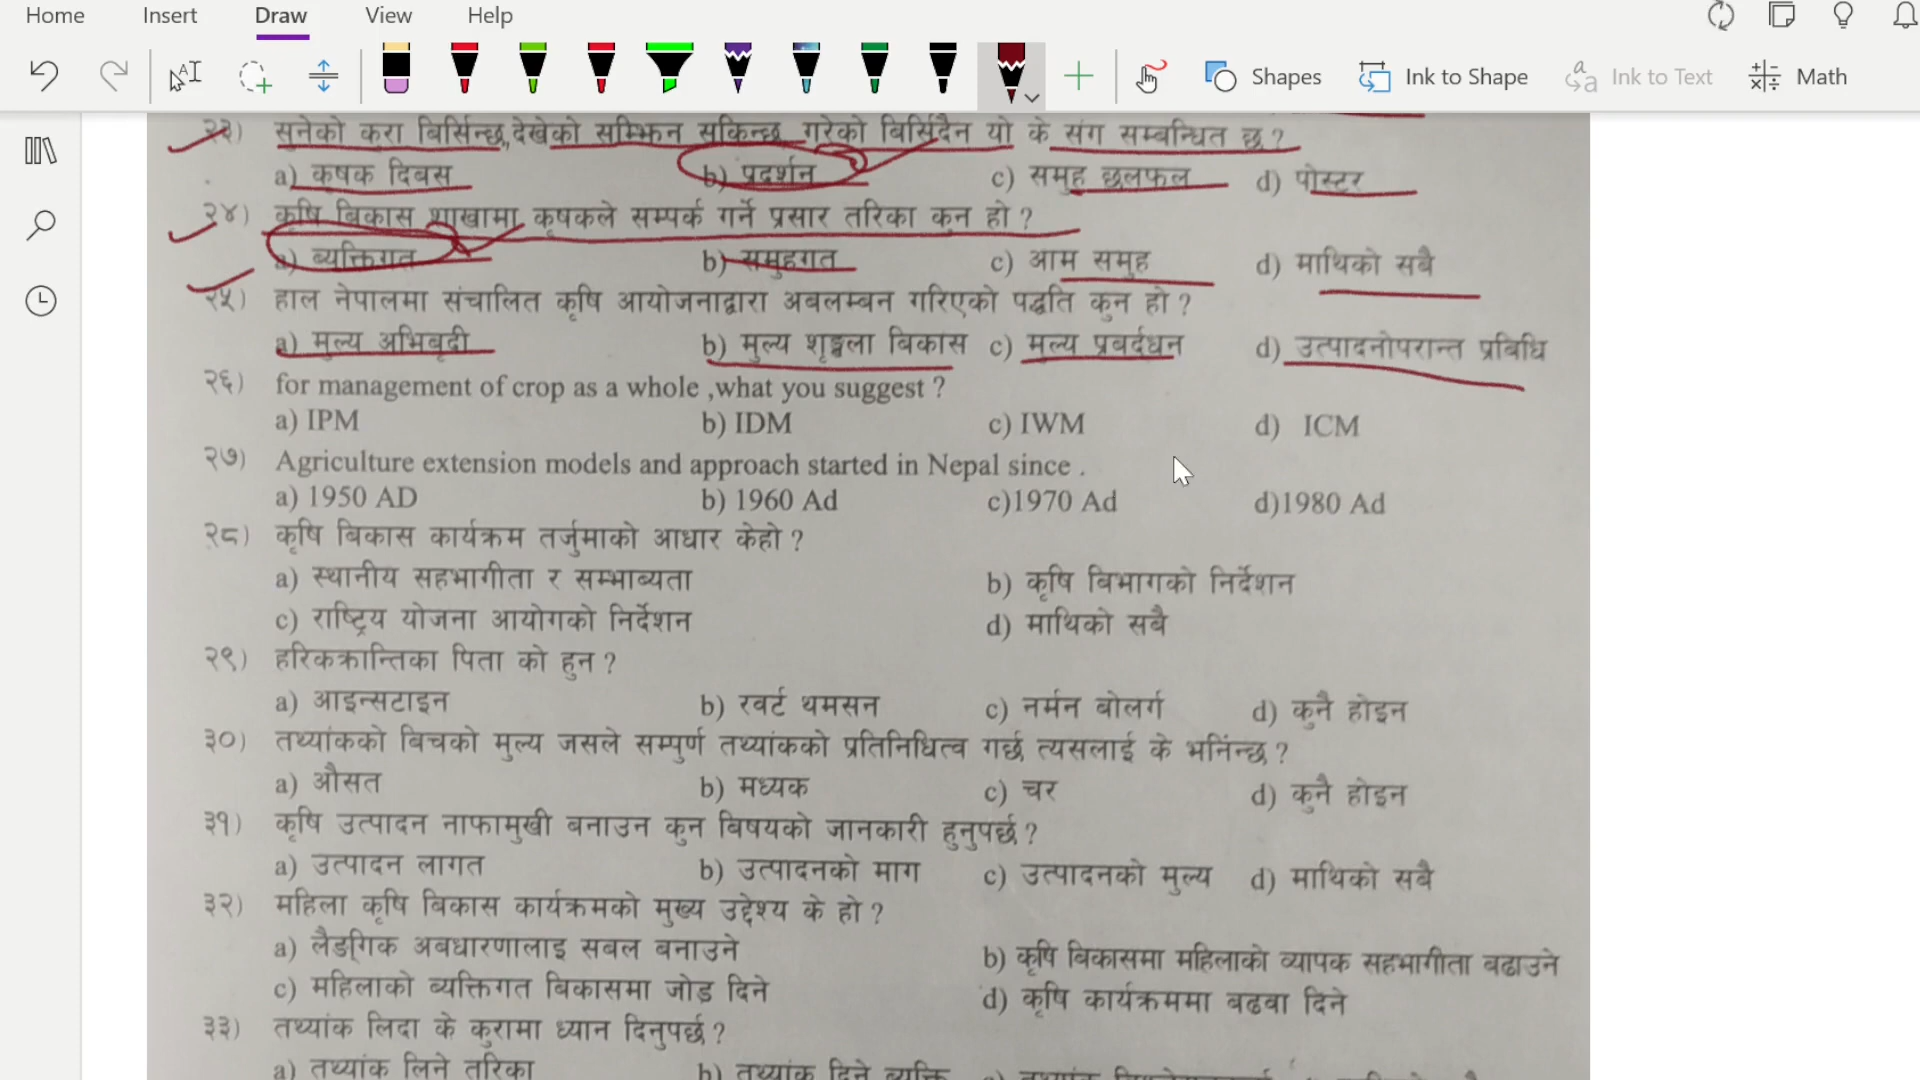 Home Insert Draw View Help
Shapes Ink to Shape Ink to Text Math
२३) सुनेको कुरा बिर्सिन्छ, देखेको सम्झिन सकिन्छ गरेको बिर्सिदैन यो के संग सम्बन्धित छ ?
a) कृषक दिवस b) प्रदर्शन c) समुह छलफल d) पोस्टर
२४) कृषि बिकास शाखामा कृषकले सम्पर्क गर्ने प्रसार तरिका कुन हो ?
a) ब्यक्तिगत b) समुहगत c) आम समुह d) माथिको सबै
२५) हाल नेपालमा संचालित कृषि आयोजनाद्वारा अबलम्बन गरिएको पद्धति कुन हो ?
a) मुल्य अभिबृदी b) मुल्य शृङ्खला बिकास c) मुल्य प्रबर्दधन d) उत्पादनोपरान्त प्रबिधि
२६) for management of crop as a whole ,what you suggest ?
a) IPM b) IDM c) IWM d) ICM
२७) Agriculture extension models and approach started in Nepal since .
a) 1950 AD b) 1960 Ad c)1970 Ad d)1980 Ad
२८) कृषि बिकास कार्यक्रम तर्जुमाको आधार केहो ?
a) स्थानीय सहभागीता र सम्भाब्यता b) कृषि बिभागको निर्देशन
c) राष्ट्रिय योजना आयोगको निर्देशन d) माथिको सबै
२९) हरिकक्रान्तिका पिता को हुन ?
a) आइन्सटाइन b) रवर्ट थमसन c) नर्मन बोलर्ग d) कुनै होइन
३०) तथ्यांकको बिचको मुल्य जसले सम्पुर्ण तथ्यांकको प्रतिनिधित्व गर्छ त्यसलाई के भनिंन्छ ?
a) औसत b) मध्यक c) चर d) कुनै होइन
३१) कृषि उत्पादन नाफामुखी बनाउन कुन बिषयको जानकारी हुनुपर्छ ?
a) उत्पादन लागत b) उत्पादनको माग c) उत्पादनको मुल्य d) माथिको सबै
३२) महिला कृषि बिकास कार्यक्रमको मुख्य उद्देश्य के हो ?
a) लैङ्गिक अबधारणालाइ सबल बनाउने b) कृषि बिकासमा महिलाको व्यापक सहभागीता बढाउने
c) महिलाको ब्यक्तिगत बिकासमा जोड दिने d) कृषि कार्यक्रममा बढवा दिने
३३) तथ्यांक लिदा के कुरामा ध्यान दिनुपर्छ ?
a) तथ्यांक लिने तरिका b) तथ्यांक दिने ब्यक्ति